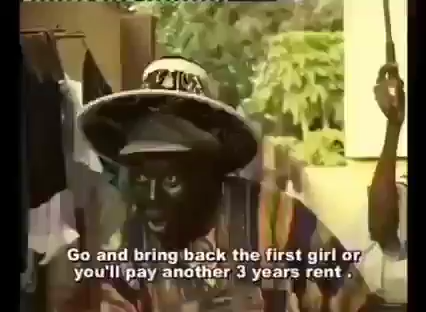 Go and bring back the first girl or
you'll pay another 3 years rent .